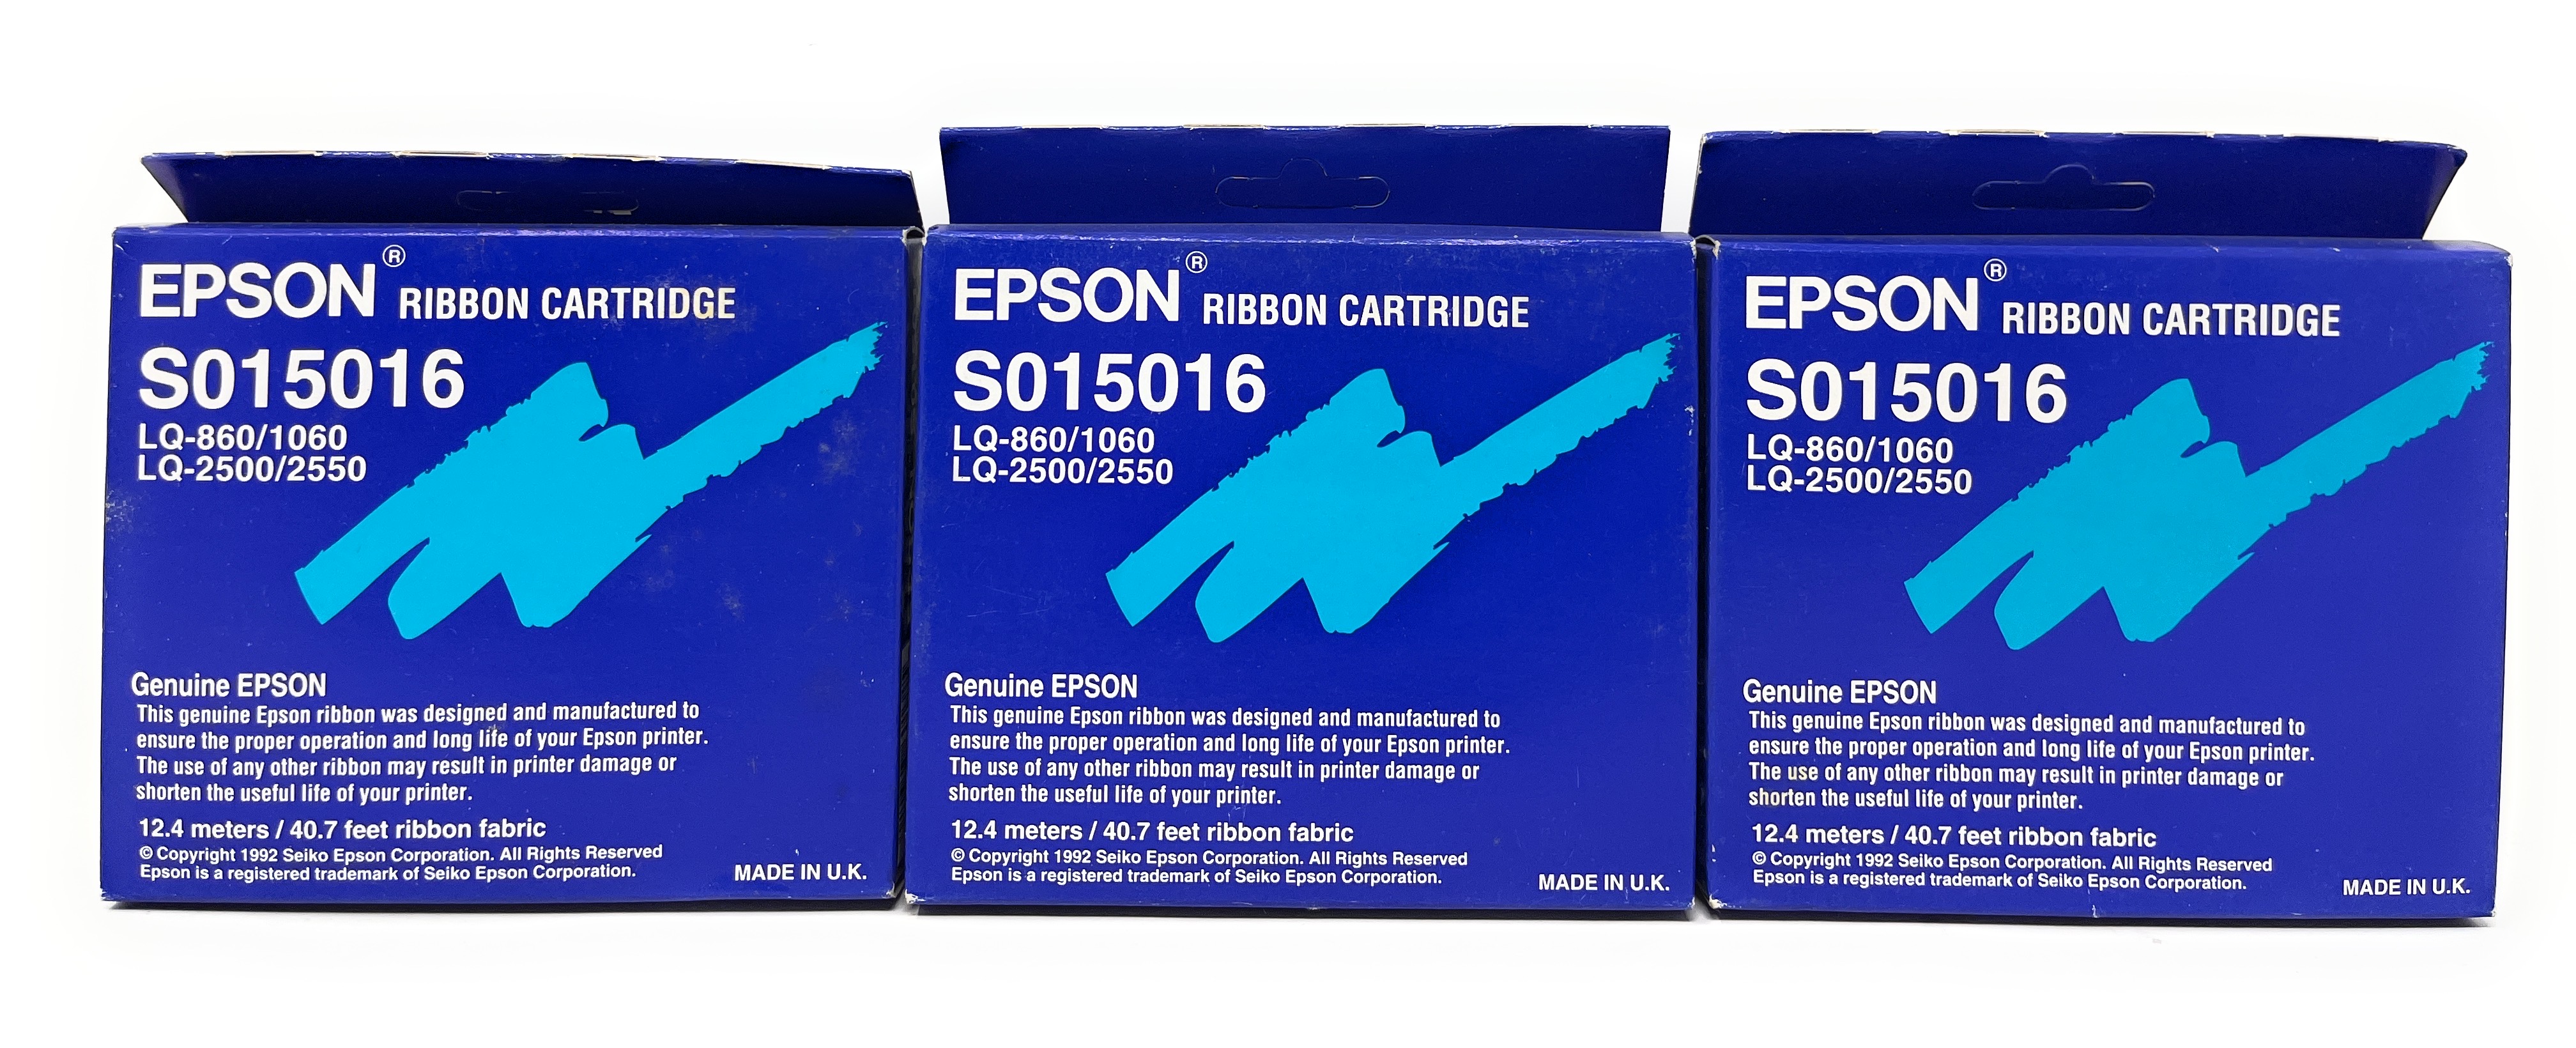 EPSON® RIBBON CARTRIDGE
S015016
LQ-860/1060
LQ-2500/2550
Genuine EPSON
This genuine Epson ribbon was designed and manufactured to
ensure the proper operation and long life of your Epson printer.
The use of any other ribbon may result in printer damage or
shorten the useful life of your printer.
12.4 meters / 40.7 feet ribbon fabric
© Copyright 1992 Seiko Epson Corporation. All Rights Reserved
Epson is a registered trademark of Seiko Epson Corporation.
MADE IN U.K.
EPSON® RIBBON CARTRIDGE
S015016
LQ-860/1060
LQ-2500/2550
Genuine EPSON
This genuine Epson ribbon was designed and manufactured to
ensure the proper operation and long life of your Epson printer.
The use of any other ribbon may result in printer damage or
shorten the useful life of your printer.
12.4 meters / 40.7 feet ribbon fabric
© Copyright 1992 Seiko Epson Corporation. All Rights Reserved
Epson is a registered trademark of Seiko Epson Corporation.
MADE IN U.K.
EPSON® RIBBON CARTRIDGE
S015016
LQ-860/1060
LQ-2500/2550
Genuine EPSON
This genuine Epson ribbon was designed and manufactured to
ensure the proper operation and long life of your Epson printer.
The use of any other ribbon may result in printer damage or
shorten the useful life of your printer.
12.4 meters / 40.7 feet ribbon fabric
© Copyright 1992 Seiko Epson Corporation. All Rights Reserved
Epson is a registered trademark of Seiko Epson Corporation.
MADE IN U.K.